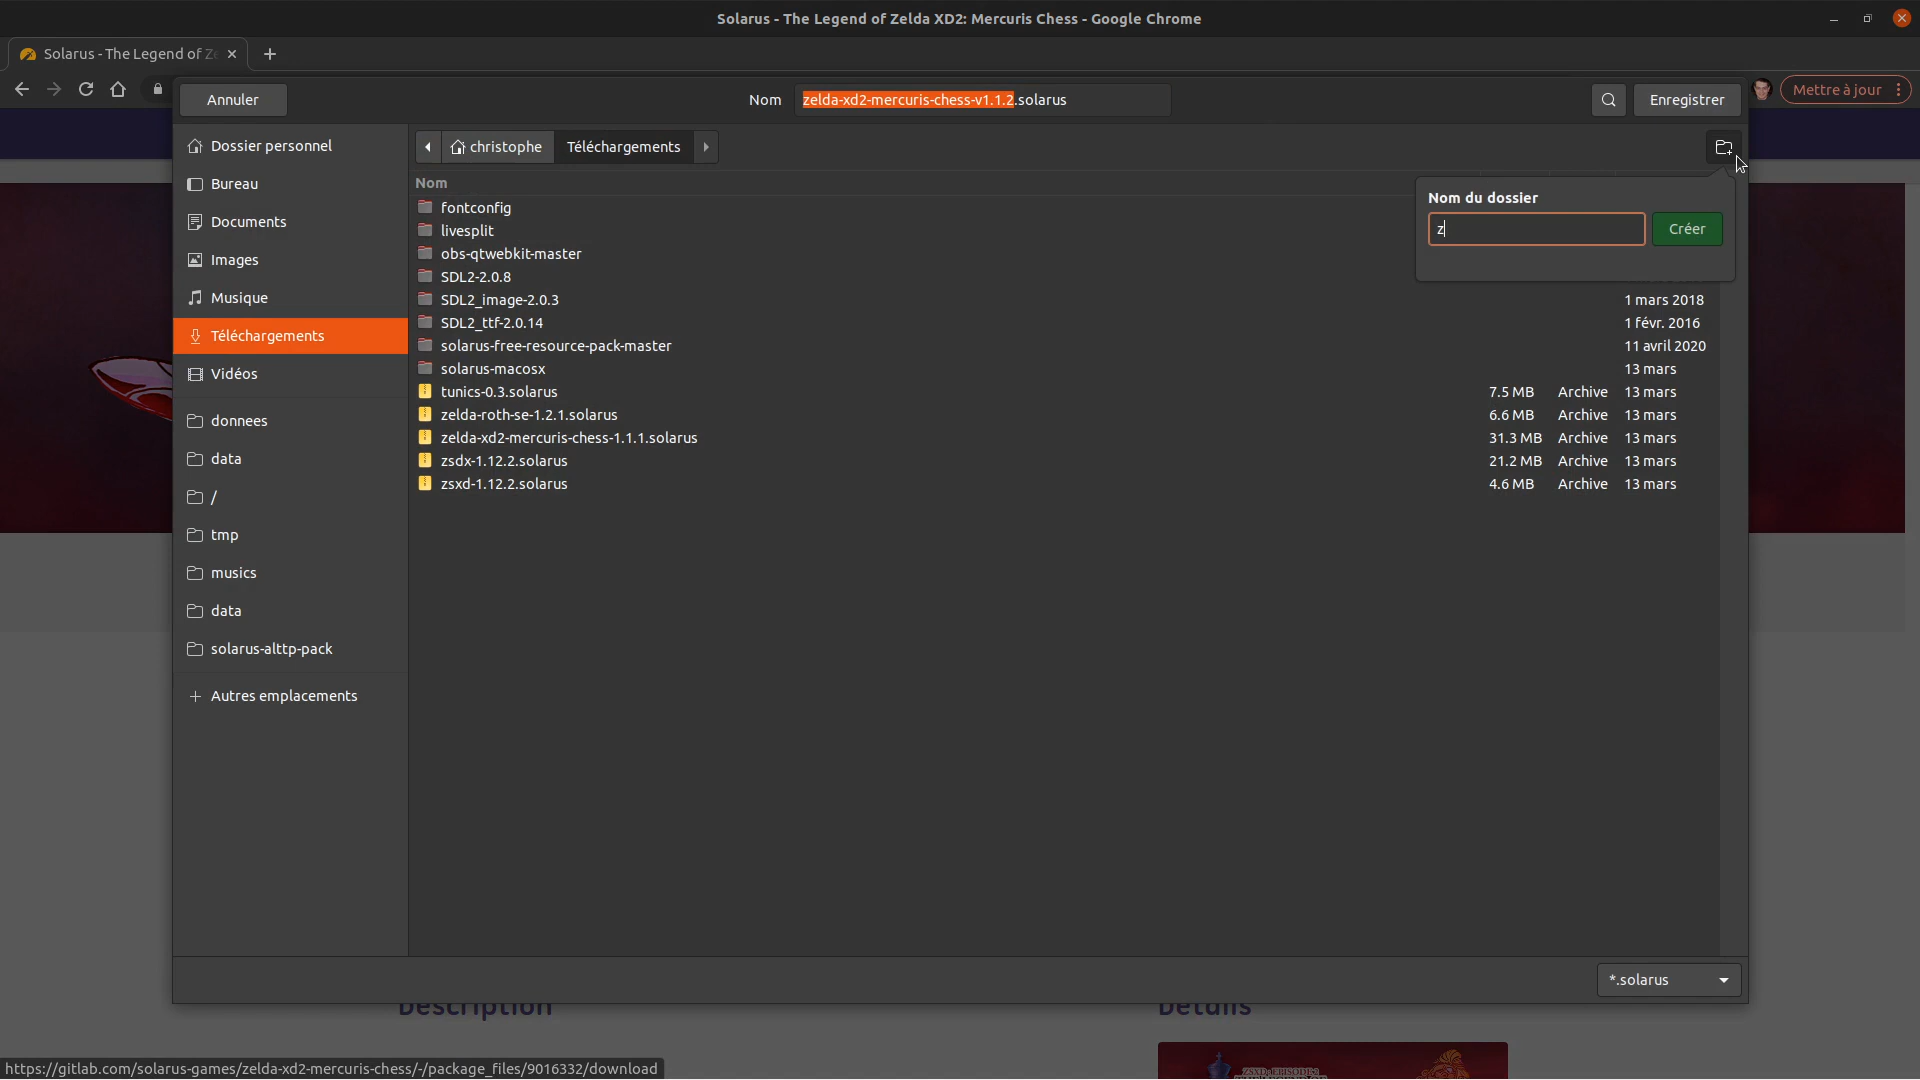 Solarus - The Legend of Zelda XD2: Mercuris Chess - Google Chrome
Solarus - The Legend of Ze
Mettre à jour
Annuler
Nom
zelda-xd2-mercuris-chess-v1.1.2.solarus
Enregistrer
Dossier personnel
Bureau
Documents
Images
Musique
Téléchargements
Vidéos
donnees
data
/
tmp
musics
data
solarus-alttp-pack
Autres emplacements
christophe Téléchargements
Nom
fontconfig
livesplit
obs-qtwebkit-master
SDL2-2.0.8
SDL2_image-2.0.3 1 mars 2018
SDL2_ttf-2.0.14 1 févr. 2016
solarus-free-resource-pack-master 11 avril 2020
solarus-macosx 13 mars
tunics-0.3.solarus 7.5 MB Archive 13 mars
zelda-roth-se-1.2.1.solarus 6.6 MB Archive 13 mars
zelda-xd2-mercuris-chess-1.1.1.solarus 31.3 MB Archive 13 mars
zsdx-1.12.2.solarus 21.2 MB Archive 13 mars
zsxd-1.12.2.solarus 4.6 MB Archive 13 mars
Nom du dossier
z
Créer
*.solarus
Description
Détails
https://gitlab.com/solarus-games/zelda-xd2-mercuris-chess/-/package_files/9016332/download